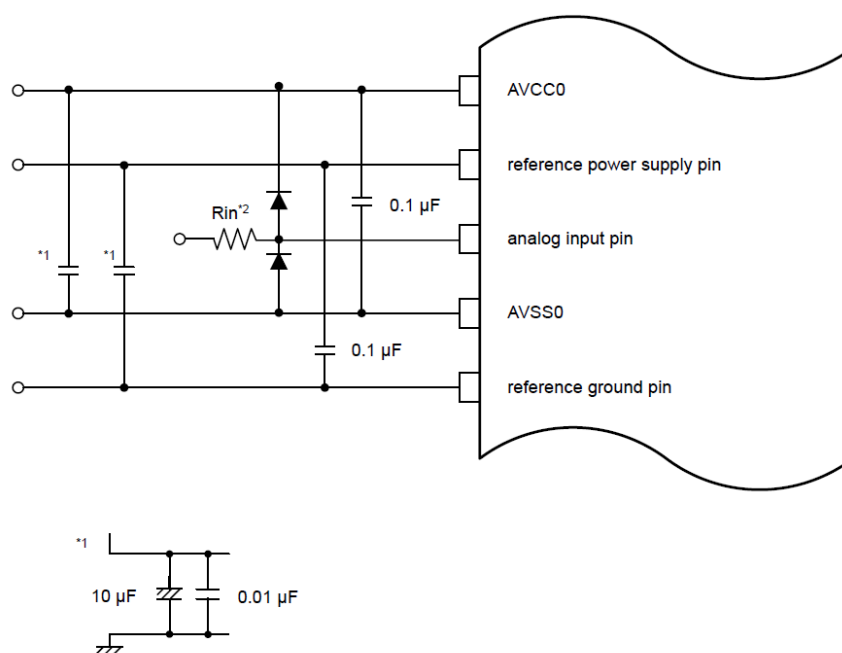 AVCC0
reference power supply pin
0.1 µF
Rin*2
analog input pin
*1
*1
AVSS0
0.1 µF
reference ground pin
*1
10 µF
0.01 µF